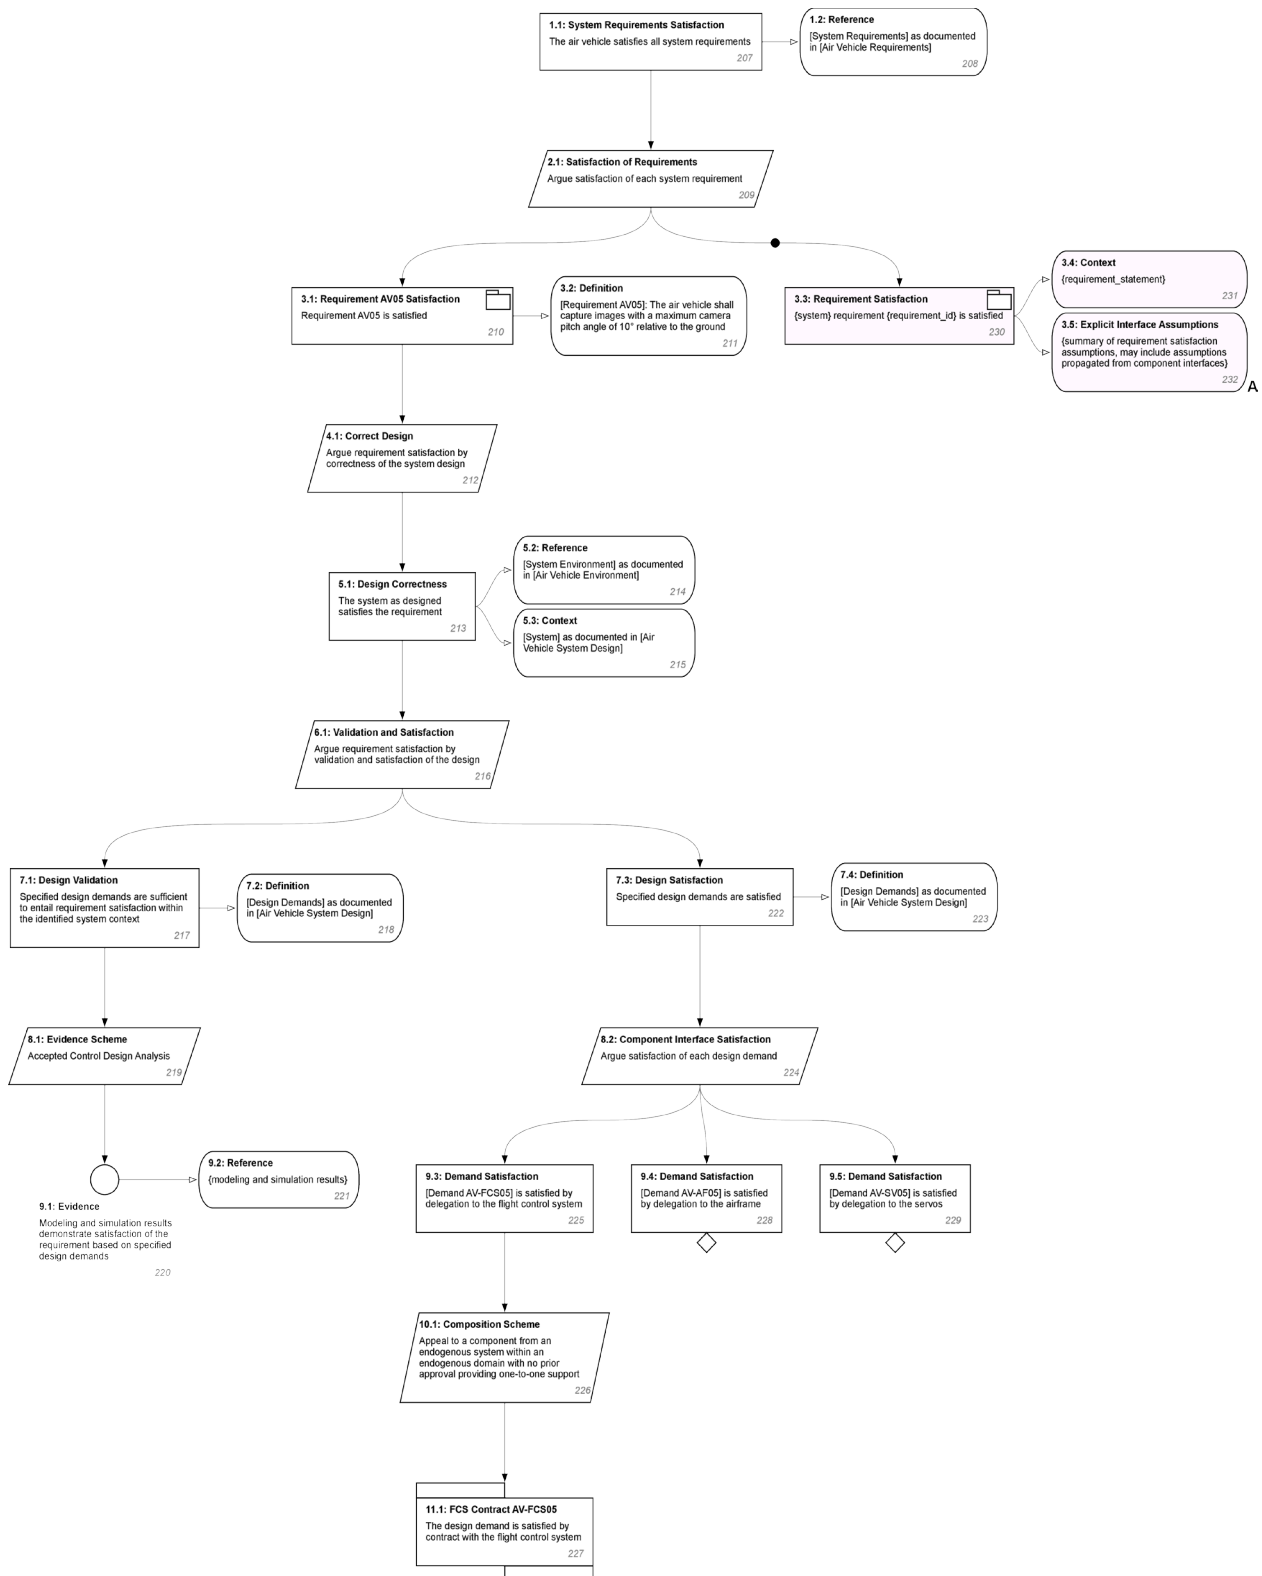 1.1: System Requirements Satisfaction
The air vehicle satisfies all system requirements
207
1.2: Reference
[System Requirements] as documented
in [Air Vehicle Requirements]
208
2.1: Satisfaction of Requirements
Argue satisfaction of each system requirement
209
3.1: Requirement AV05 Satisfaction
Requirement AV05 is satisfied
210
3.2: Definition
[Requirement AV05]: The air vehicle shall
capture images with a maximum camera
pitch angle of 10° relative to the ground
211
3.3: Requirement Satisfaction
{system} requirement {requirement_id} is satisfied
230
3.4: Context
{requirement_statement}
231
3.5: Explicit Interface Assumptions
{summary of requirement satisfaction
assumptions, may include assumptions
propagated from component interfaces}
232
A
4.1: Correct Design
Argue requirement satisfaction by
correctness of the system design
212
5.1: Design Correctness
The system as designed
satisfies the requirement
213
5.2: Reference
[System Environment] as documented
in [Air Vehicle Environment]
214
5.3: Context
[System] as documented in [Air
Vehicle System Design]
215
6.1: Validation and Satisfaction
Argue requirement satisfaction by
validation and satisfaction of the design
216
7.1: Design Validation
Specified design demands are sufficient
to entail requirement satisfaction within
the identified system context
217
7.2: Definition
[Design Demands] as documented
in [Air Vehicle System Design]
218
7.3: Design Satisfaction
Specified design demands are satisfied
222
7.4: Definition
[Design Demands] as documented
in [Air Vehicle System Design]
223
8.1: Evidence Scheme
Accepted Control Design Analysis
219
8.2: Component Interface Satisfaction
Argue satisfaction of each design demand
224
9.1: Evidence
Modeling and simulation results
demonstrate satisfaction of the
requirement based on specified
design demands
220
9.2: Reference
{modeling and simulation results}
221
9.3: Demand Satisfaction
[Demand AV-FCS05] is satisfied by
delegation to the flight control system
225
9.4: Demand Satisfaction
[Demand AV-AF05] is satisfied
by delegation to the airframe
228
9.5: Demand Satisfaction
[Demand AV-SV05] is satisfied
by delegation to the servos
229
10.1: Composition Scheme
Appeal to a component from an
endogenous system within an
endogenous domain with no prior
approval providing one-to-one support
226
11.1: FCS Contract AV-FCS05
The design demand is satisfied by
contract with the flight control system
227